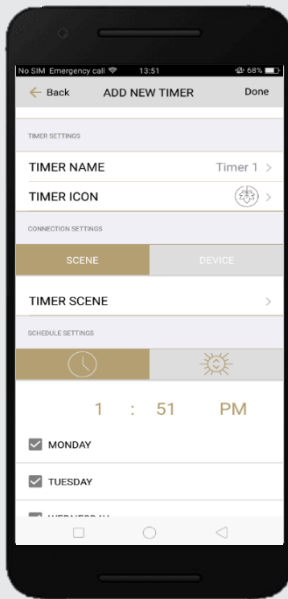 No SIM Emergency call 13:51 68%
Back ADD NEW TIMER Done
TIMER SETTINGS
TIMER NAME Timer 1 >
TIMER ICON >
CONNECTION SETTINGS
SCENE DEVICE
TIMER SCENE >
SCHEDULE SETTINGS
1 : 51 PM
MONDAY
TUESDAY
WEDNESDAY